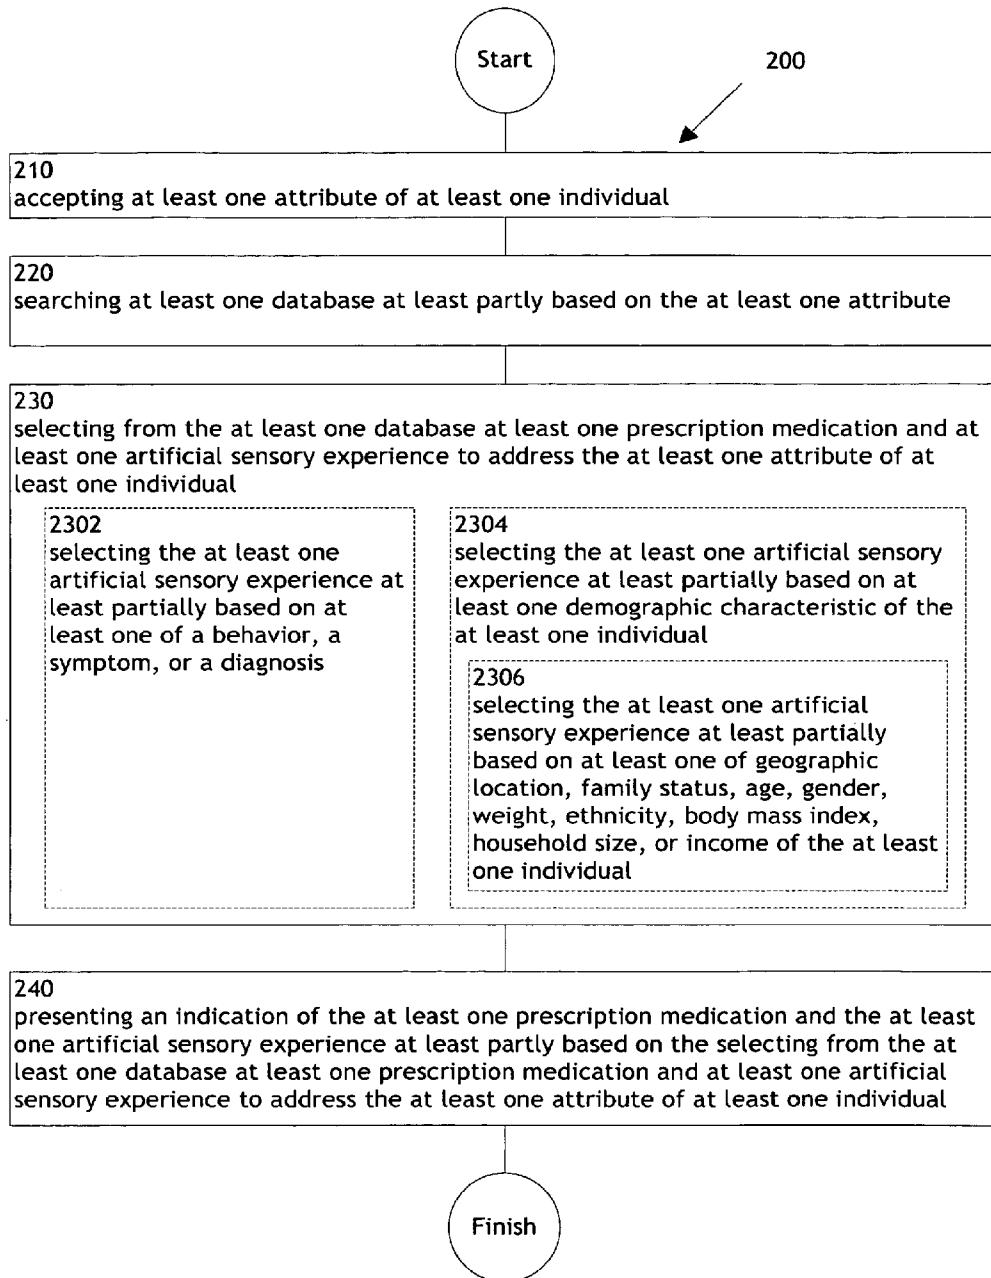 Start
200
210
accepting at least one attribute of at least one individual
220
searching at least one database at least partly based on the at least one attribute
230
selecting from the at least one database at least one prescription medication and at
least one artificial sensory experience to address the at least one attribute of at
least one individual
2302
selecting the at least one
artificial sensory experience at
least partially based on at
least one of a behavior, a
symptom, or a diagnosis
2304
selecting the at least one artificial sensory
experience at least partially based on at
least one demographic characteristic of the
at least one individual
2306
selecting the at least one artificial
sensory experience at least partially
based on at least one of geographic
location, family status, age, gender,
weight, ethnicity, body mass index,
household size, or income of the at least
one individual
240
presenting an indication of the at least one prescription medication and the at least
one artificial sensory experience at least partly based on the selecting from the at
least one database at least one prescription medication and at least one artificial
sensory experience to address the at least one attribute of at least one individual
Finish